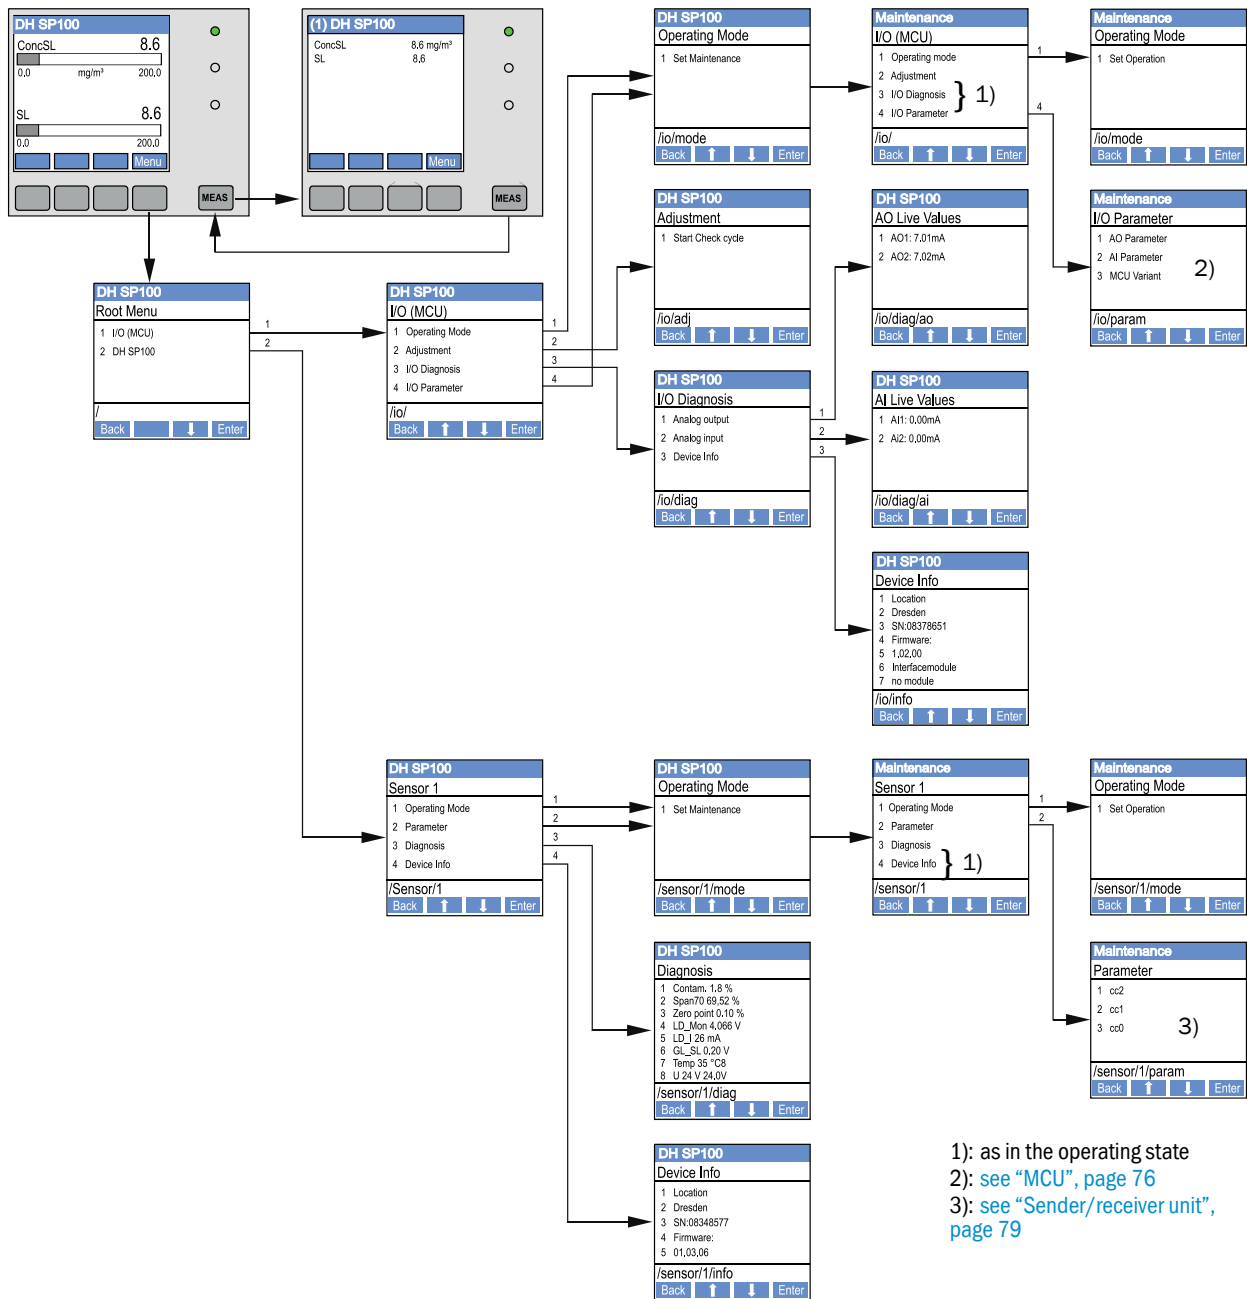 DH SP100
ConcSL 8.6
0.0 mg/m³ 200.0
SL 8.6
0.0 200.0
Menu
MEAS
(1) DH SP100
ConcSL 8.6 mg/m³
SL 8.6
Menu
MEAS
DH SP100
Operating Mode
1 Set Maintenance
/io/mode
Back Enter
Maintenance
I/O (MCU)
1 Operating mode
2 Adjustment
3 I/O Diagnosis
4 I/O Parameter
} 1)
/io/
Back Enter
1
4
Maintenance
Operating Mode
1 Set Operation
/io/mode
Back Enter
DH SP100
Adjustment
1 Start Check cycle
/io/adj
Back Enter
DH SP100
AO Live Values
1 AO1: 7.01mA
2 AO2: 7.02mA
/io/diag/ao
Back Enter
Maintenance
I/O Parameter
1 AO Parameter
2 AI Parameter
3 MCU Variant
2)
/io/param
Back Enter
DH SP100
Root Menu
1 I/O (MCU)
2 DH SP100
/
Back Enter
1
2
DH SP100
I/O (MCU)
1 Operating Mode
2 Adjustment
3 I/O Diagnosis
4 I/O Parameter
/io/
Back Enter
1
2
3
4
DH SP100
I/O Diagnosis
1 Analog output
2 Analog input
3 Device Info
/io/diag
Back Enter
1
2
3
DH SP100
AI Live Values
1 AI1: 0.00mA
2 Ai2: 0,00mA
/io/diag/ai
Back Enter
DH SP100
Device Info
1 Location
2 Dresden
3 SN:08378651
4 Firmware:
5 1,02,00
6 Interfacemodule
7 no module
/io/info
Back Enter
DH SP100
Sensor 1
1 Operating Mode
2 Parameter
3 Diagnosis
4 Device Info
/Sensor/1
Back Enter
1
2
3
4
DH SP100
Operating Mode
1 Set Maintenance
/sensor/1/mode
Back Enter
Maintenance
Sensor 1
1 Operating Mode
2 Parameter
3 Diagnosis
4 Device Info
} 1)
/sensor/1
Back Enter
1
2
Maintenance
Operating Mode
1 Set Operation
/sensor/1/mode
Back Enter
DH SP100
Diagnosis
1 Contam. 1.8 %
2 Span70 69,52 %
3 Zero point 0.10 %
4 LD_Mon 4.066 V
5 LD_I 26 mA
6 GL_SL 0.20 V
7 Temp 35 °C8
8 U 24 V 24,0V
/sensor/1/diag
Back Enter
Maintenance
Parameter
1 cc2
2 cc1
3 cc0
3)
/sensor/1/param
Back Enter
DH SP100
Device Info
1 Location
2 Dresden
3 SN:08348577
4 Firmware:
5 01,03,06
/sensor/1/info
Back Enter
1): as in the operating state
2): see “MCU”, page 76
3): see “Sender/receiver unit”,
page 79